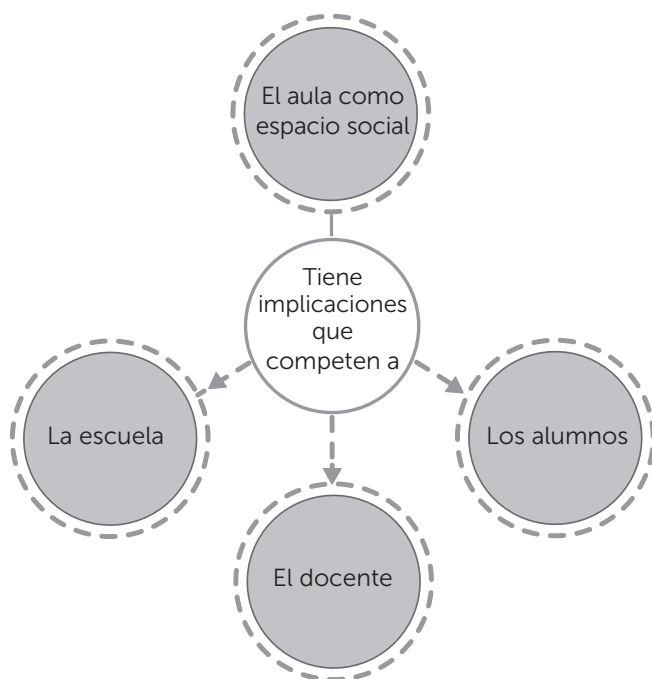 El aula como
espacio social
Tiene
implicaciones
que
competen a
La escuela
Los alumnos
El docente